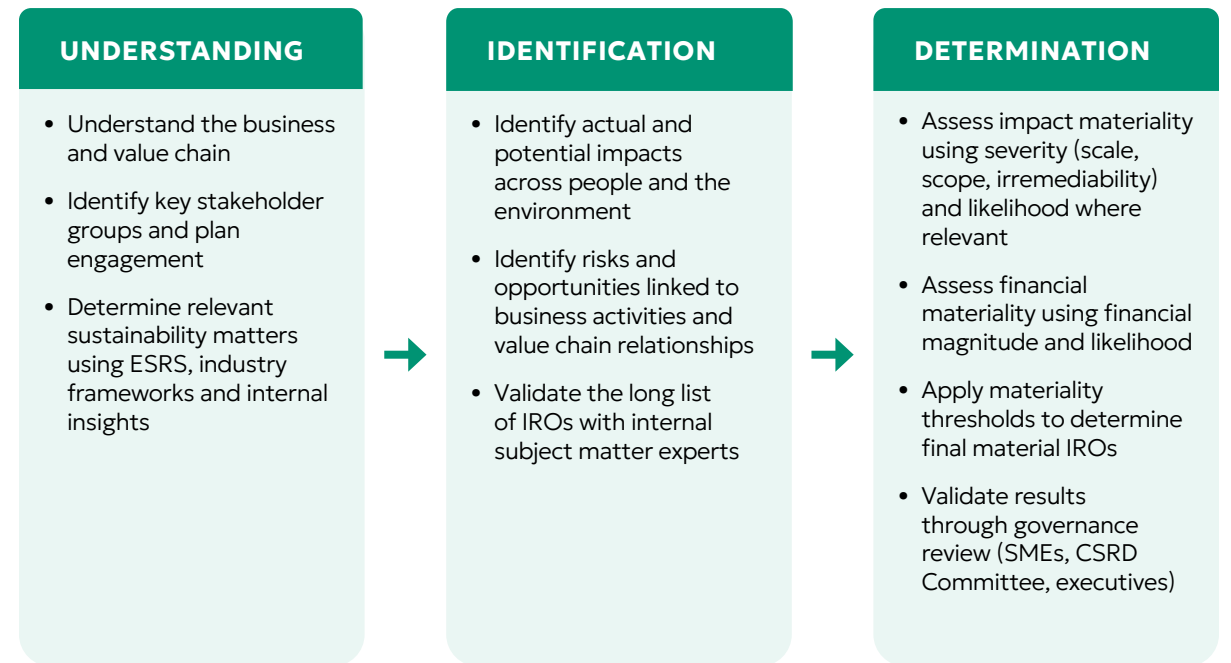 UNDERSTANDING
• Understand the business
and value chain
• Identify key stakeholder
groups and plan
engagement
• Determine relevant
sustainability matters
using ESRS, industry
frameworks and internal
insights
IDENTIFICATION
• Identify actual and
potential impacts
across people and the
environment
• Identify risks and
opportunities linked to
business activities and
value chain relationships
• Validate the long list
of IROs with internal
subject matter experts
DETERMINATION
• Assess impact materiality
using severity (scale,
scope, irremediability)
and likelihood where
relevant
• Assess financial
materiality using financial
magnitude and likelihood
• Apply materiality
thresholds to determine
final material IROs
• Validate results
through governance
review (SMEs, CSRD
Committee, executives)